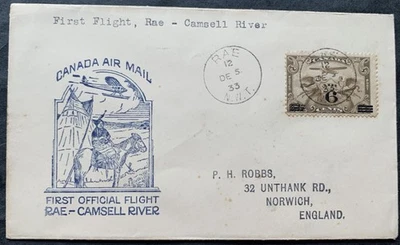 First Flight, Rae - Camsell River
CANADA AIR MAIL
RAE
12
DE 5
33
N.W.T.
CANADA
6
FIRST OFFICIAL FLIGHT
RAE - CAMSELL RIVER
P. H. ROBBS,
32 UNTHANK RD.,
NORWICH,
ENGLAND.